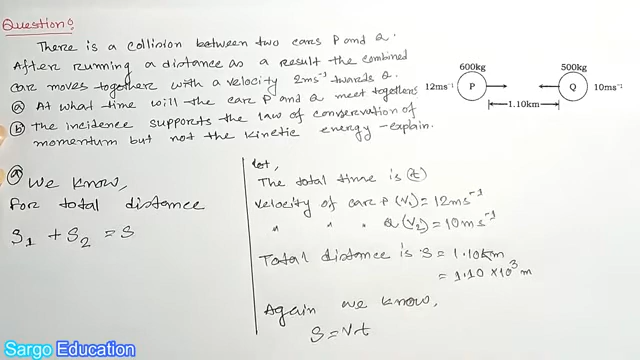 Question:
There is a collision between two cars P and Q.
After running a distance as a result the combined
car moves together with a velocity 2ms⁻¹ towards Q.
(a) At what time will the car P and Q meet together?
(b) The incidence supports the law of conservation of
momentum but not the kinetic energy - explain.
600kg 500kg
12ms⁻¹ P Q 10ms⁻¹
1.10km
(a) We know,
For total distance
S₁ + S₂ = S
let,
The total time is (t)
Velocity of car P (V₁) = 12ms⁻¹
" " " Q (V₂) = 10ms⁻¹
Total distance is S = 1.10km
= 1.10 × 10³ m
Again we know,
S = Vt
Sargo Education